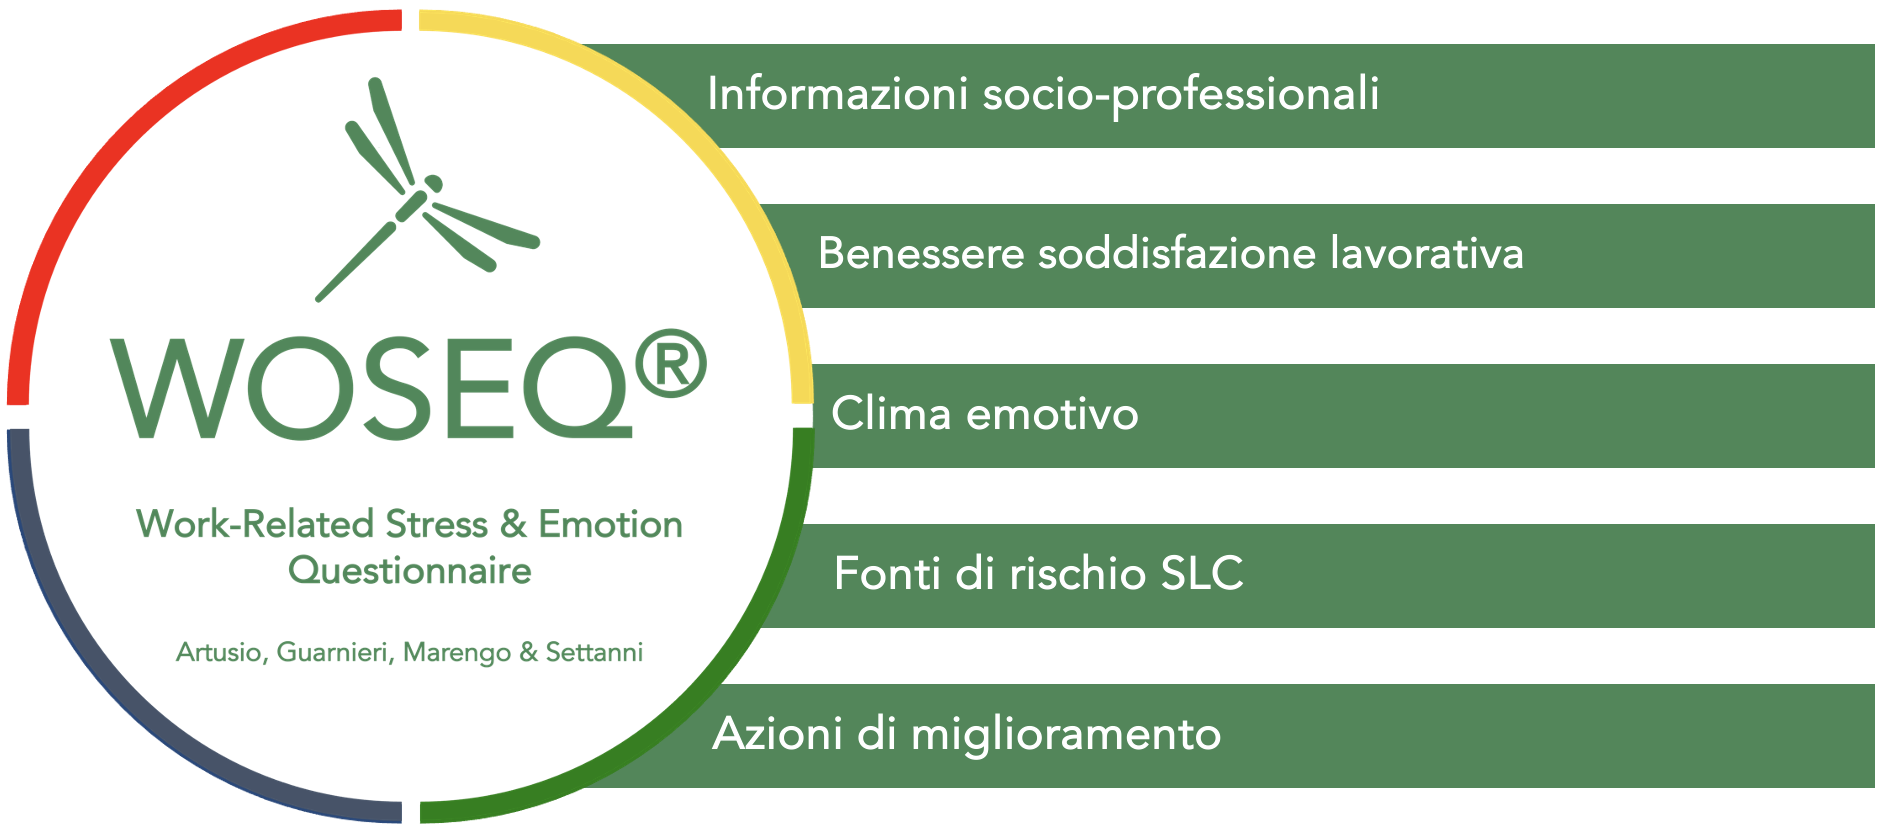 WOSEQ®
Work-Related Stress & Emotion
Questionnaire
Artusio, Guarnieri, Marengo & Settanni
Informazioni socio-professionali
Benessere soddisfazione lavorativa
Clima emotivo
Fonti di rischio SLC
Azioni di miglioramento